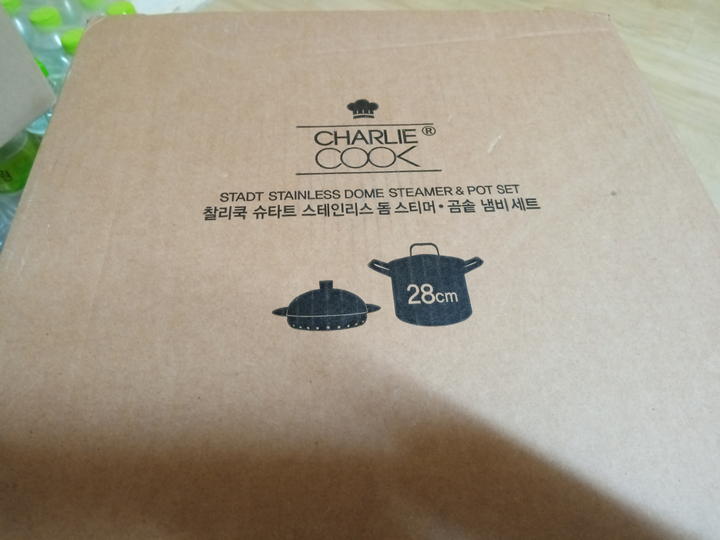 CHARLIE®
COOK
STADT STAINLESS DOME STEAMER & POT SET
찰리쿡 슈타트 스테인리스 돔 스티머•곰솥 냄비세트
28cm